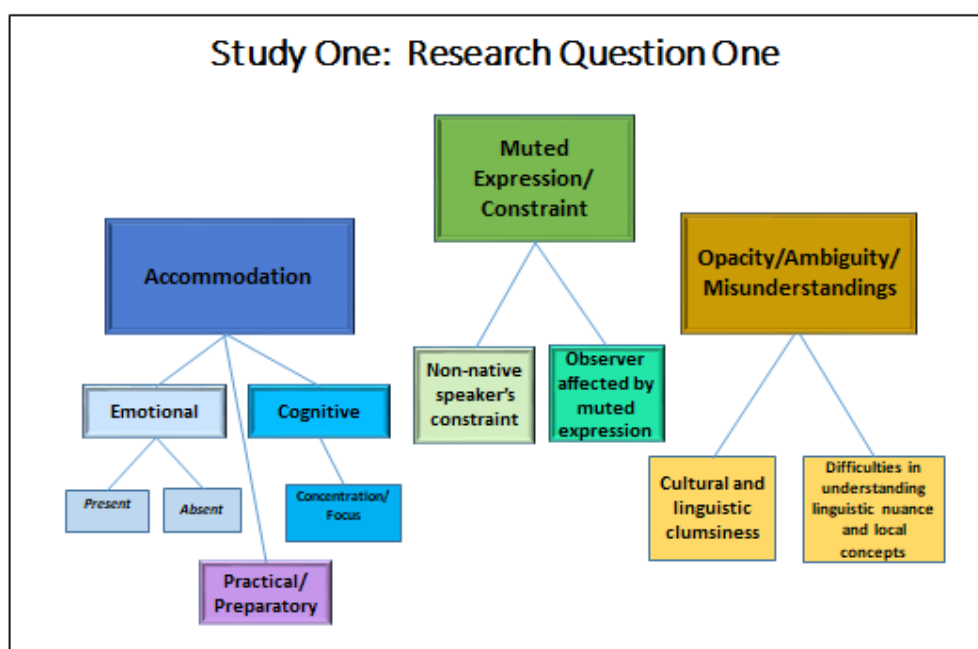 Study One: Research Question One
Muted
Expression/
Constraint
Accommodation
Opacity/Ambiguity/
Misunderstandings
Non-native
speaker's
constraint
Observer
affected by
muted
expression
Emotional
Cognitive
Present
Absent
Concentration/
Focus
Cultural and
linguistic
clumsiness
Difficulties in
understanding
linguistic nuance
and local
concepts
Practical/
Preparatory